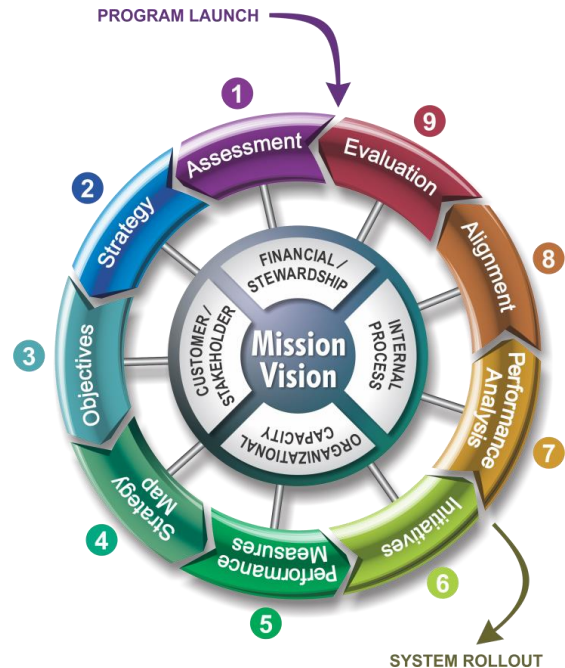 PROGRAM LAUNCH
1
Assessment
2
Strategy
3
Objectives
4
Strategy
Map
5
Performance
Measures
6
Initiatives
7
Performance
Analysis
8
Alignment
9
Evaluation
FINANCIAL /
STEWARDSHIP
CUSTOMER /
STAKEHOLDER
INTERNAL
PROCESS
ORGANIZATIONAL
CAPACITY
Mission
Vision
SYSTEM ROLLOUT